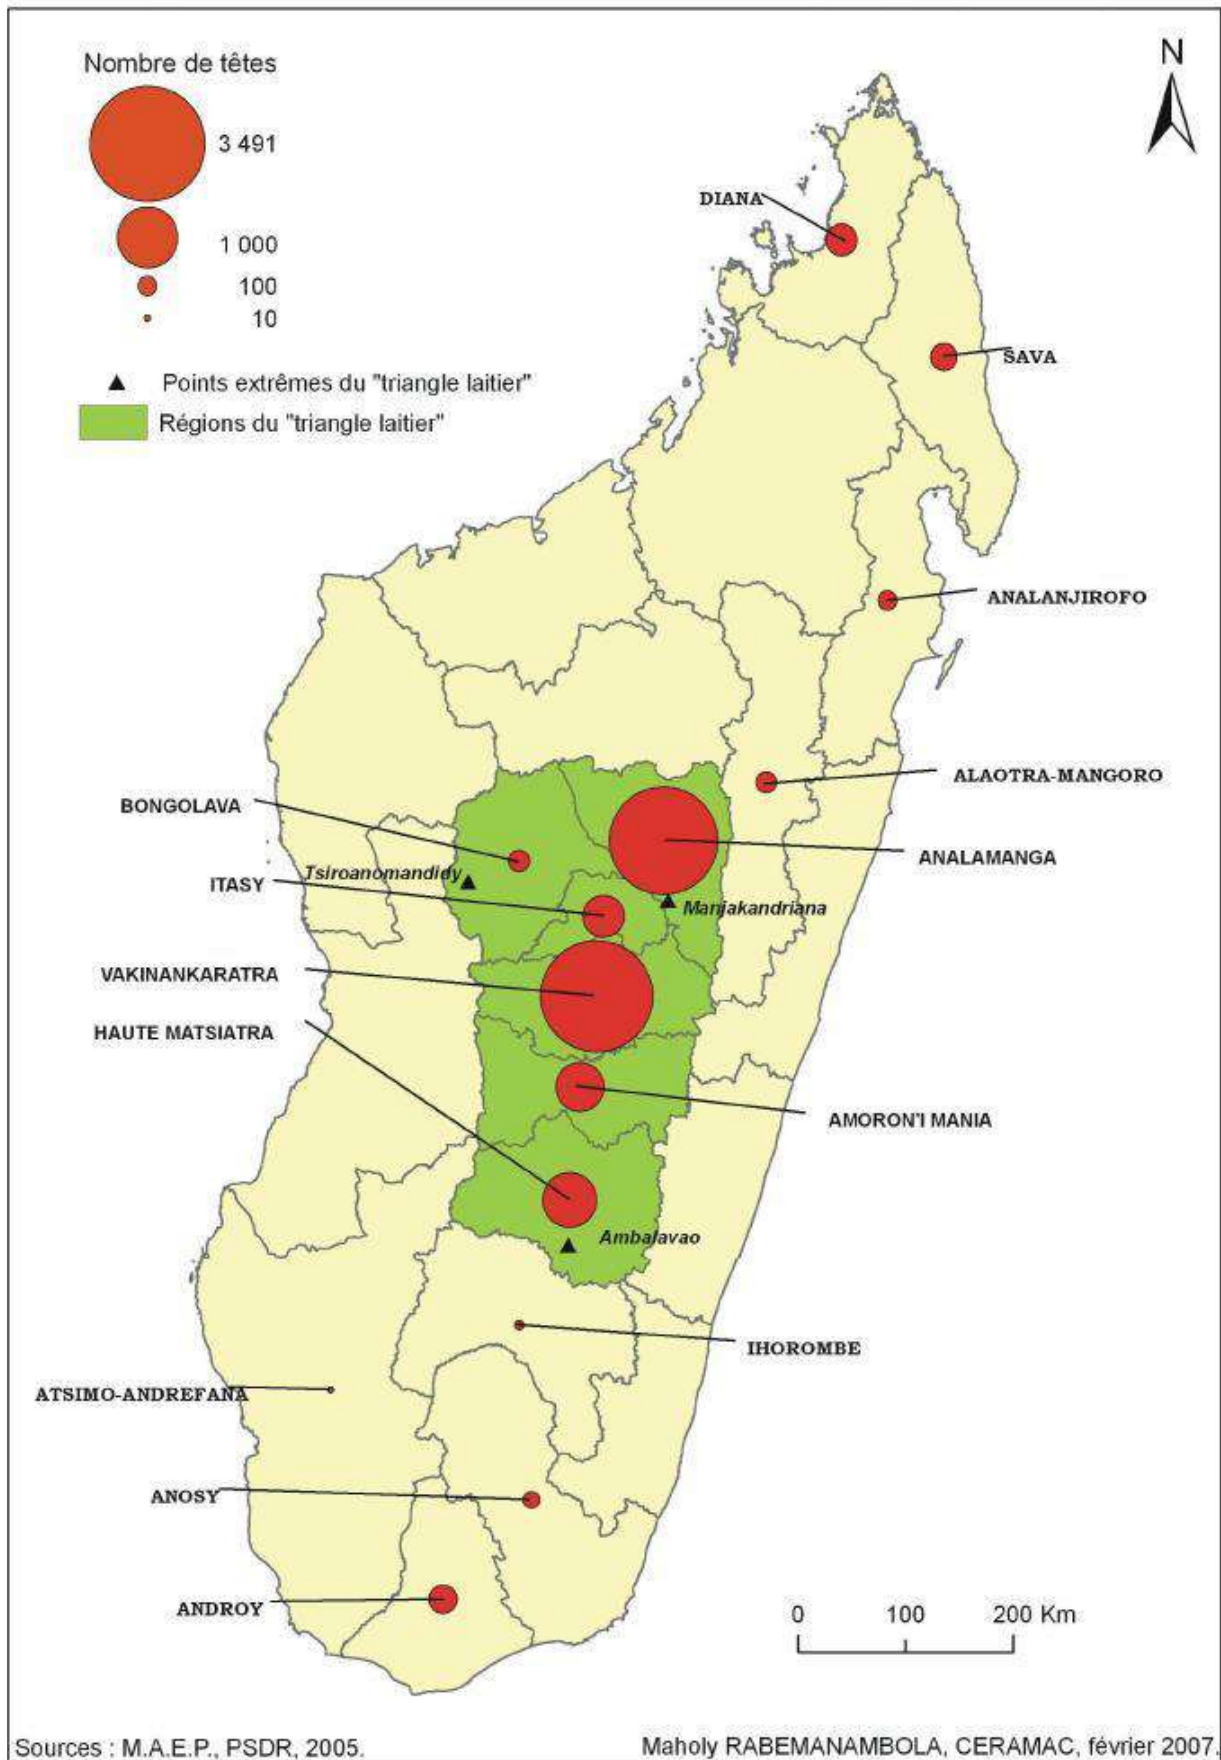 Nombre de têtes
3 491
1 000
100
10
Points extrêmes du "triangle laitier"
Régions du "triangle laitier"
N
DIANA
SAVA
ANALANJIROFO
ALAOTRA-MANGORO
BONGOLAVA
ANALAMANGA
Tsiroanomandidy
ITASY
Manjakandriana
VAKINANKARATRA
HAUTE MATSIATRA
AMORON'I MANIA
Ambalavao
IHOROMBE
ATSIMO-ANDREFANA
ANOSY
ANDROY
0 100 200 Km
Sources : M.A.E.P., PSDR, 2005.
Maholy RABEMANAMBOLA, CERAMAC, février 2007.